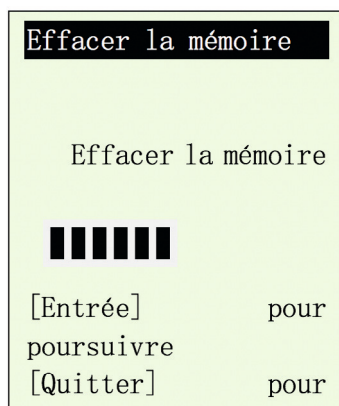 Effacer la mémoire
Effacer la mémoire
[Entrée] pour
poursuivre
[Quitter] pour